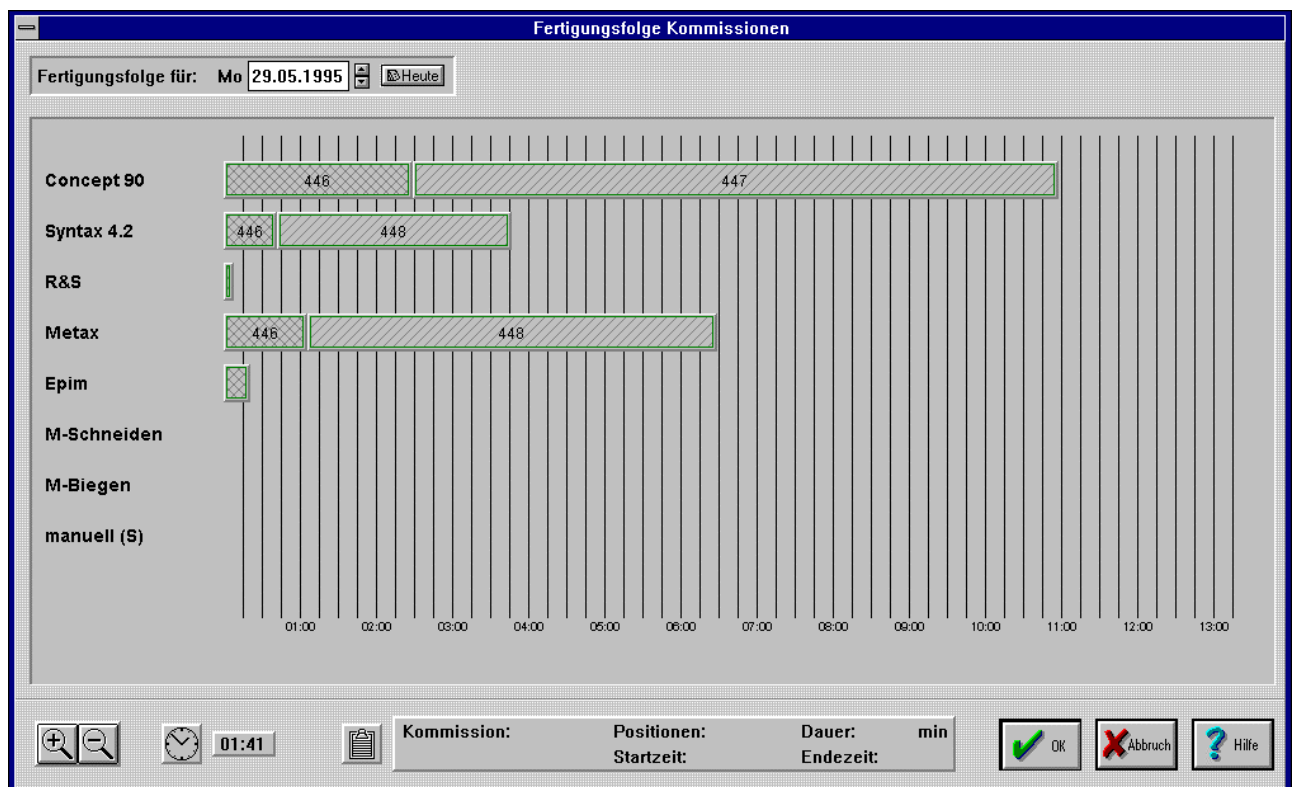 Fertigungsfolge Kommissionen
Fertigungsfolge für: Mo 29.05.1995 Heute
Concept 90 446 447
Syntax 4.2 446 448
R&S
Metax 446 448
Epim
M-Schneiden
M-Biegen
manuell (S)
01:00 02:00 03:00 04:00 05:00 06:00 07:00 08:00 09:00 10:00 11:00 12:00 13:00
01:41 Kommission: Positionen: Dauer: min OK Abbruch Hilfe
Startzeit: Endezeit: